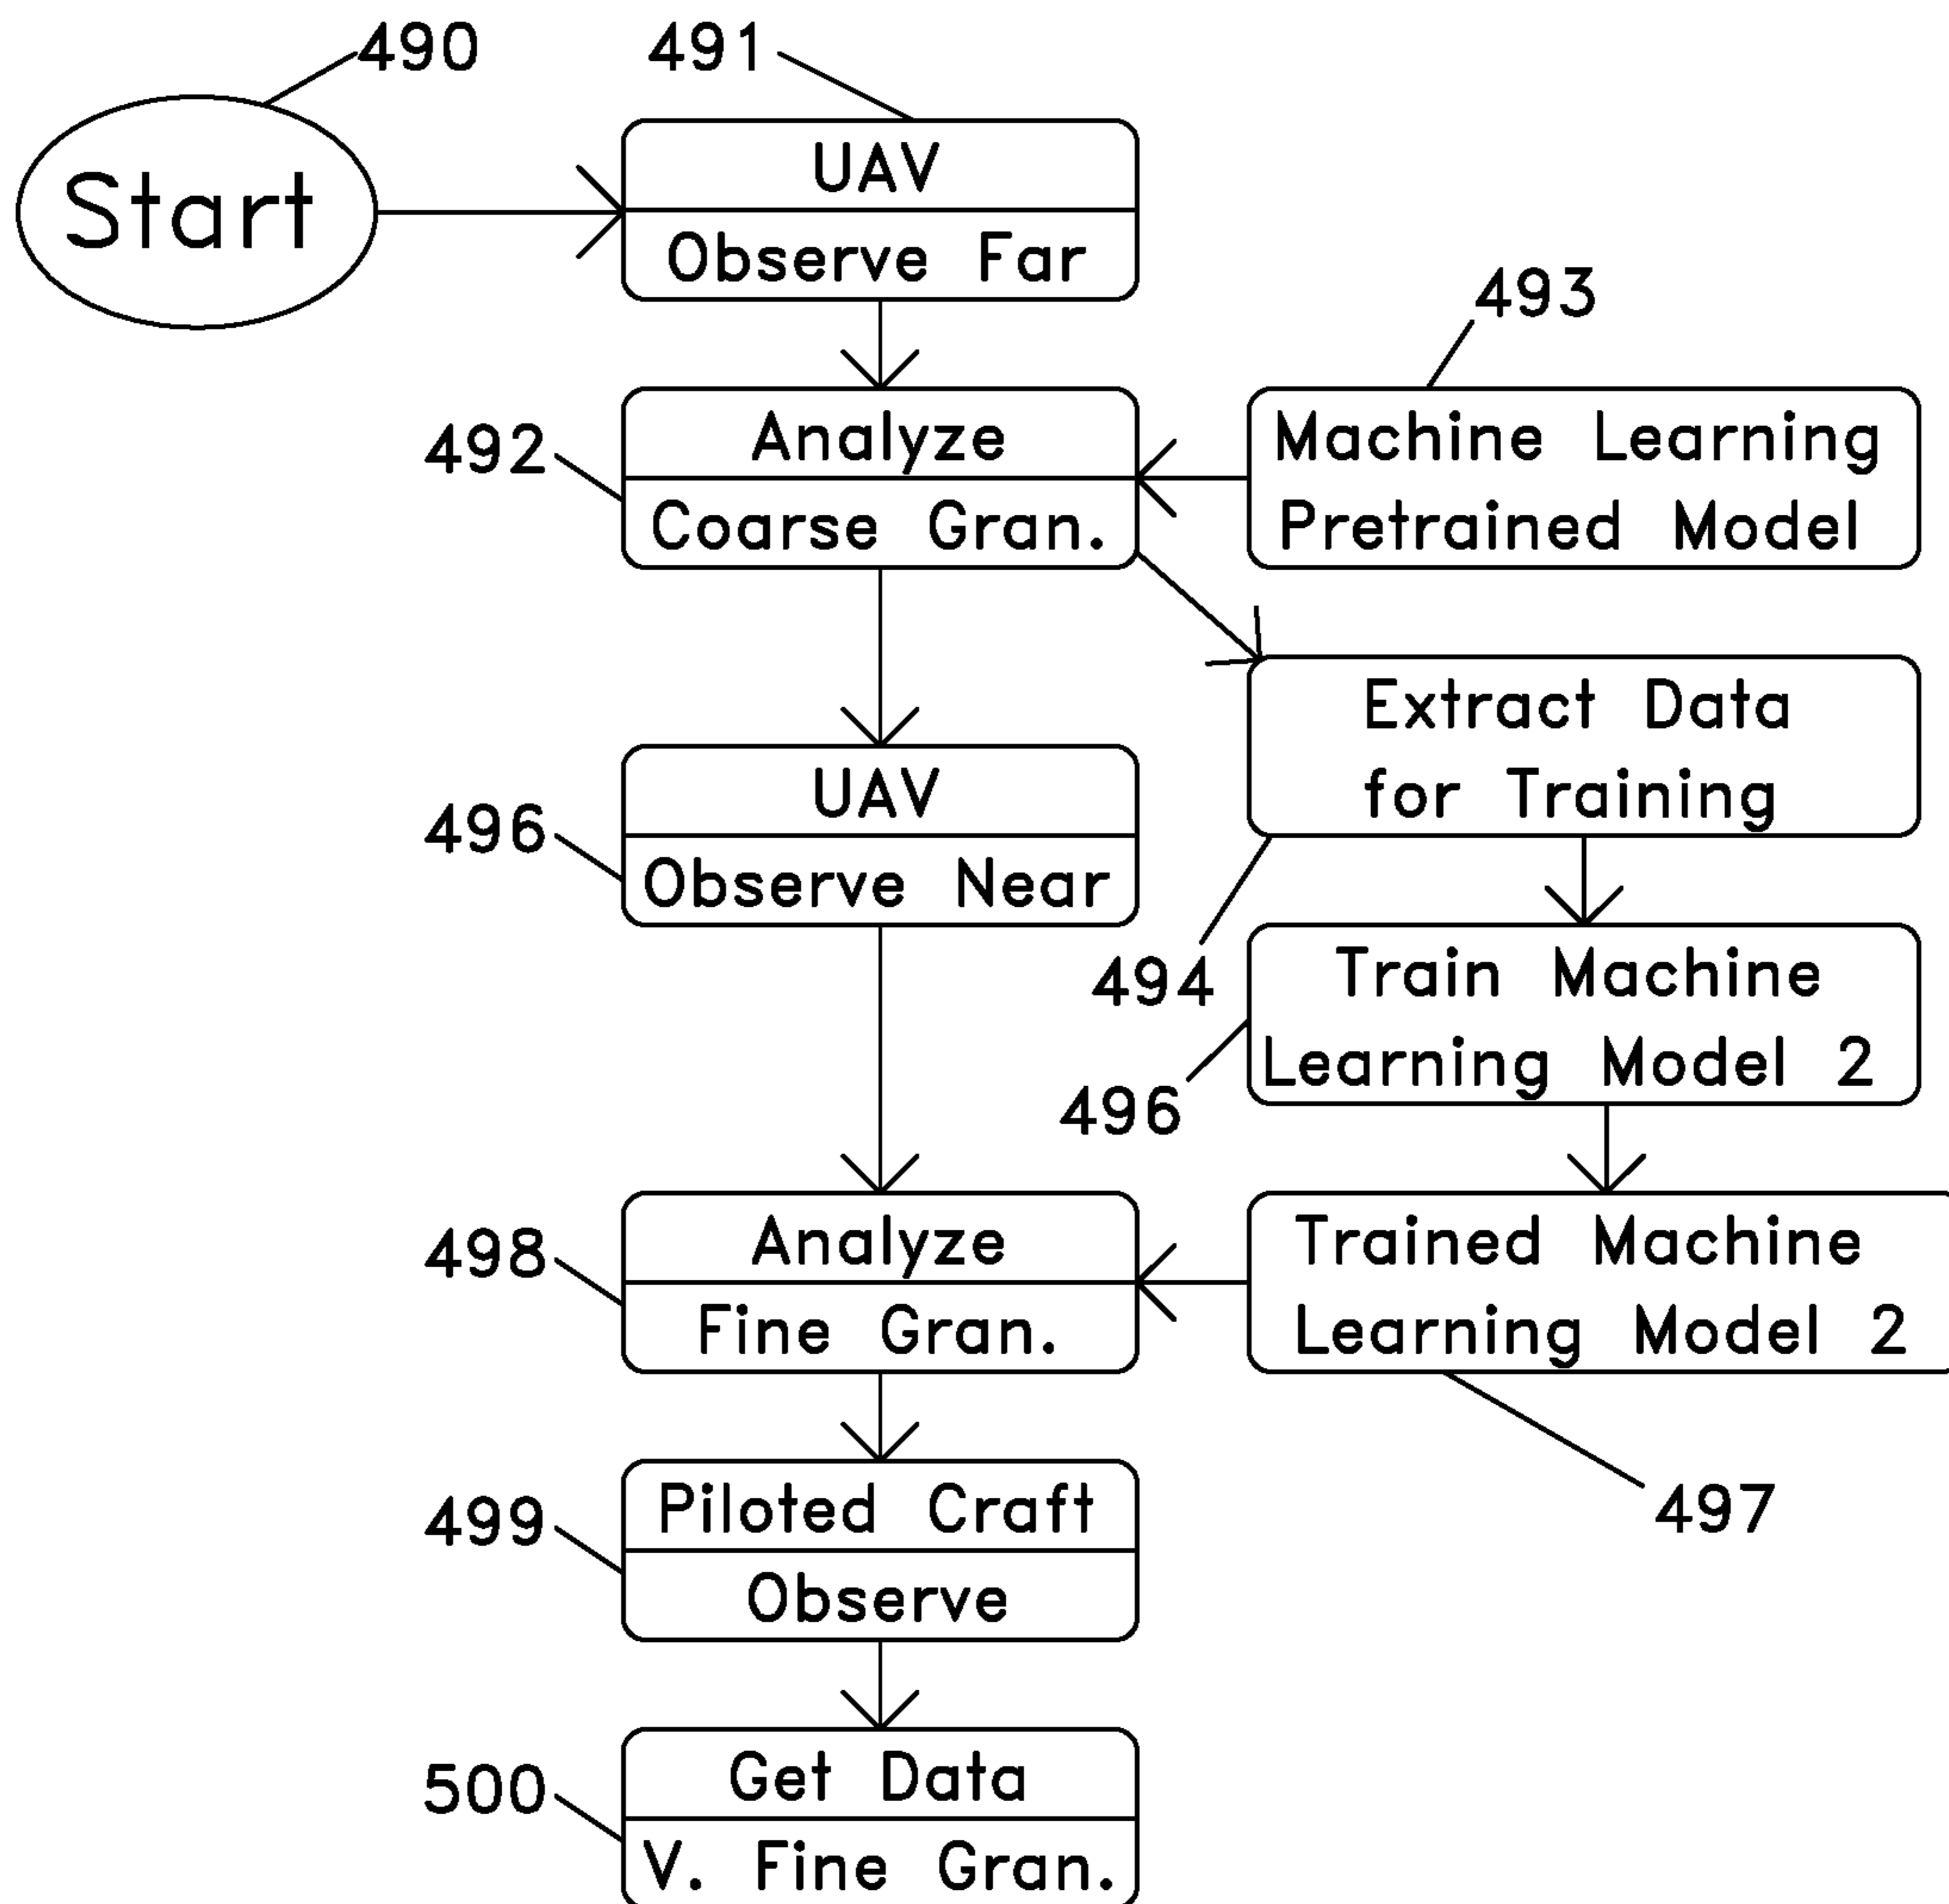 490
491
Start
UAV
Observe Far
493
492
Analyze
Coarse Gran.
Machine Learning
Pretrained Model
Extract Data
for Training
496
UAV
Observe Near
494
Train Machine
Learning Model 2
496
498
Analyze
Fine Gran.
Trained Machine
Learning Model 2
499
Piloted Craft
Observe
497
500
Get Data
V. Fine Gran.